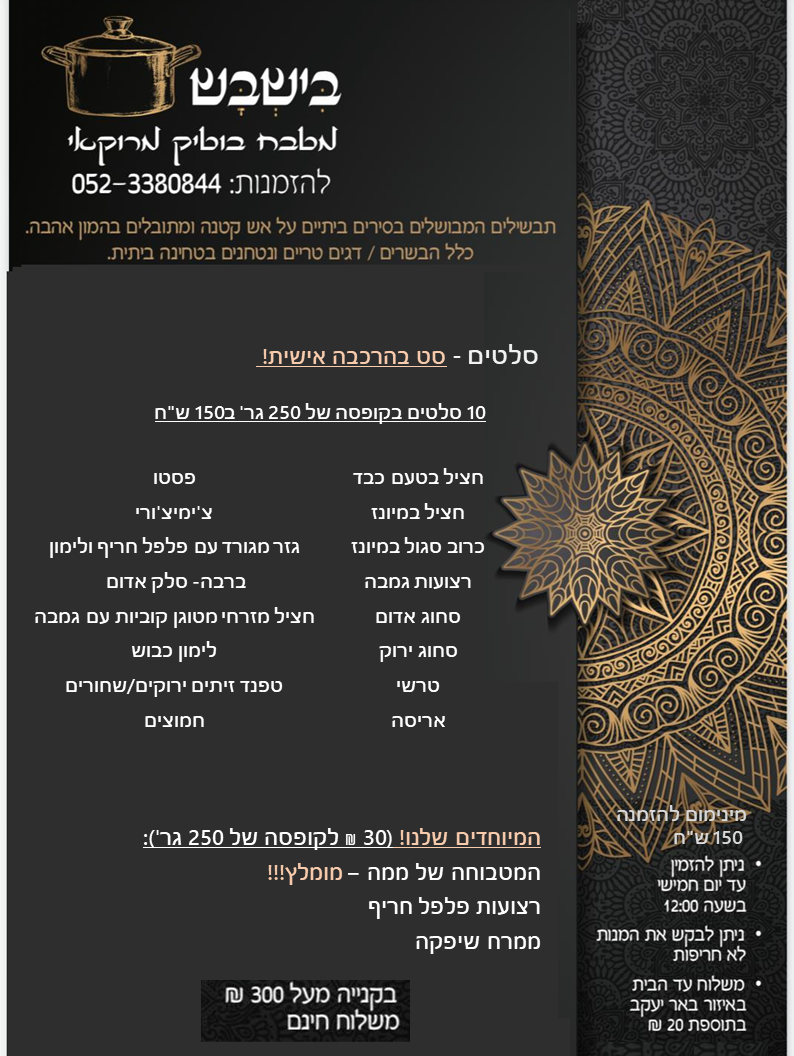 בִּישְׁבָּשׁ
מטבח בוטיק מרוקאי
להזמנות: 052-3380844
תבשילים המבושלים בסירים ביתיים על אש קטנה ומתובלים בהמון אהבה.
כלל הבשרים / דגים טריים ונטחנים בטחינה ביתית.
סלטים - סט בהרכבה אישית!
10 סלטים בקופסה של 250 גר' ב150 ש"ח
חציל בטעם כבד
חציל במיונז
כרוב סגול במיונז
רצועות גמבה
סחוג אדום
סחוג ירוק
טרשי
אריסה
פסטו
צ'ימיצ'ורי
גזר מגורד עם פלפל חריף ולימון
ברבה- סלק אדום
חציל מזרחי מטוגן קוביות עם גמבה
לימון כבוש
טפנד זיתים ירוקים/שחורים
חמוצים
המיוחדים שלנו! (30 ₪ לקופסה של 250 גר'):
המטבוחה של ממה – מומלץ!!!
רצועות פלפל חריף
ממרח שיפקה
בקנייה מעל 300 ₪
משלוח חינם
מינימום להזמנה
150 ש"ח
• ניתן להזמין
עד יום חמישי
בשעה 12:00
• ניתן לבקש את המנות
לא חריפות
• משלוח עד הבית
באיזור באר יעקב
בתוספת 20 ₪